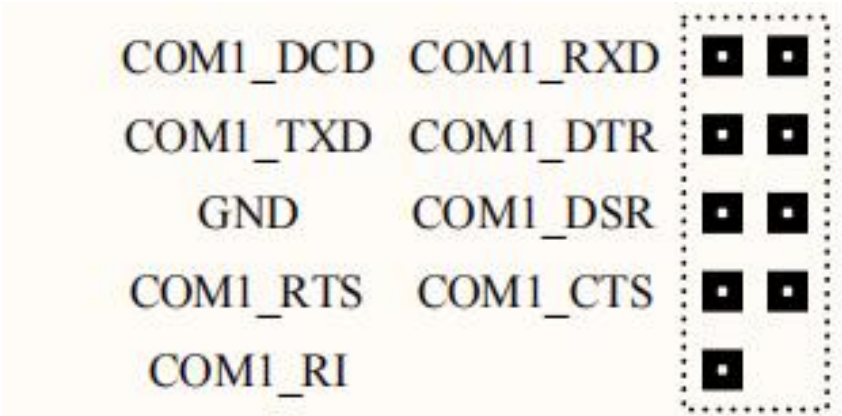 COM1_DCD COM1_RXD
COM1_TXD COM1_DTR
GND COM1_DSR
COM1_RTS COM1_CTS
COM1_RI